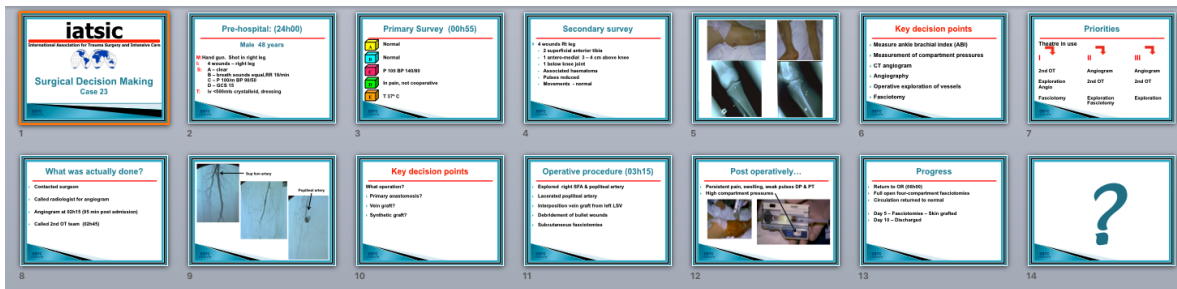 iatsic
International Association for Trauma Surgery and Intensive Care
Surgical Decision Making
Case 23
1
Pre-hospital: (24h00)
Male 48 years
M: Hand gun. Shot in right leg
I: 4 wounds – right leg
S: A – clear
B – breath sounds equal, RR 18/min
C – P 100/m BP 90/50
D – GCS 15
T: IV <500mls crystalloid, dressing
2
Primary Survey (00h55)
A Normal
B Normal
C P 105 BP 140/80
D In pain, not cooperative
E T 37° C
3
Secondary survey
4 wounds Rt leg
2 superficial anterior tibia
1 antero-medial 3 – 4 cm above knee
1 below knee joint
Associated haematoma
Pulses reduced
Movements - normal
4
5
Key decision points
Measure ankle brachial index (ABI)
Measurement of compartment pressures
CT angiogram
Angiography
Operative exploration of vessels
Fasciotomy
6
Priorities
Theatre in use
I II III
2nd OT Angiogram Angiogram
Exploration 2nd OT 2nd OT
Angio
Fasciotomy Exploration Exploration
Fasciotomy
7
What was actually done?
Contacted surgeon
Called radiologist for angiogram
Angiogram at 02h15 (95 min post admission)
Called 2nd OT team (02h45)
8
Sup fem artery
Popliteal artery
9
Key decision points
What operation?
Primary anastomosis?
Vein graft?
Synthetic graft?
10
Operative procedure (03h15)
Explored right SFA & popliteal artery
Lacerated popliteal artery
Interposition vein graft from left LSV
Debridement of bullet wounds
Subcutaneous fasciotomies
11
Post operatively…
Persistent pain, swelling, weak pulses DP & PT
High compartment pressures
12
Progress
Return to OR (08h00)
Full open four-compartment fasciotomies
Circulation returned to normal
Day 5 – Fasciotomies – Skin grafted
Day 10 – Discharged
13
?
14